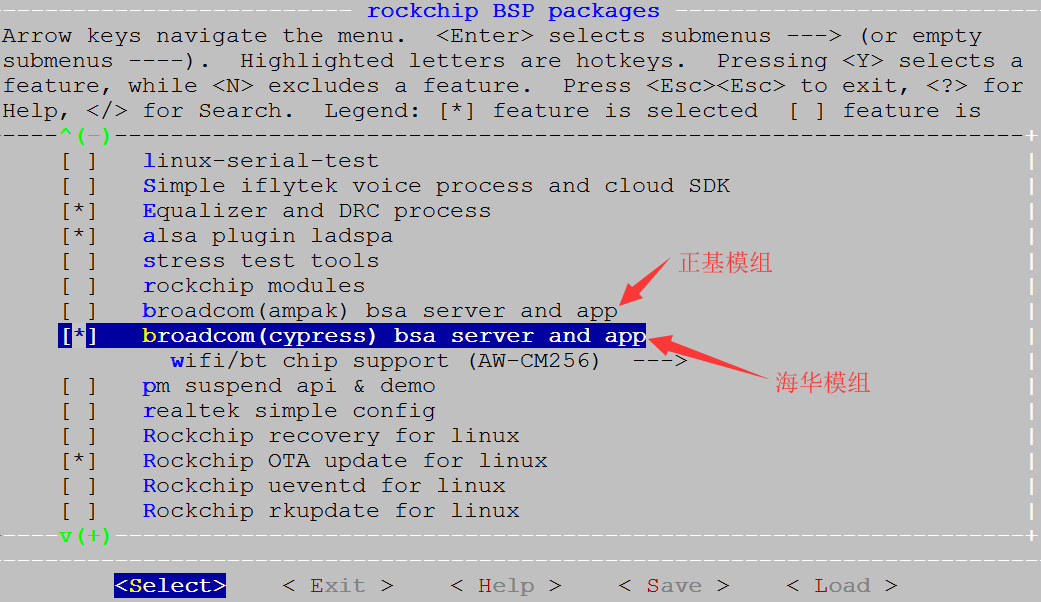 rockchip BSP packages
Arrow keys navigate the menu.  <Enter> selects submenus ---> (or empty
submenus ----).  Highlighted letters are hotkeys.  Pressing <Y> selects a
feature, while <N> excludes a feature.  Press <Esc><Esc> to exit, <?> for
Help, </> for Search.  Legend: [*] feature is selected  [ ] feature is
^(-)
[ ] linux-serial-test
[ ] Simple iflytek voice process and cloud SDK
[*] Equalizer and DRC process
[*] alsa plugin ladspa
[ ] stress test tools
正基模组
[ ] rockchip modules
[ ] broadcom(ampak) bsa server and app
[*] broadcom(cypress) bsa server and app
wifi/bt chip support (AW-CM256)  --->
海华模组
[ ] pm suspend api & demo
[ ] realtek simple config
[ ] Rockchip recovery for linux
[*] Rockchip OTA update for linux
[ ] Rockchip ueventd for linux
[ ] Rockchip rkupdate for linux
v(+)
<Select>    < Exit >    < Help >    < Save >    < Load >